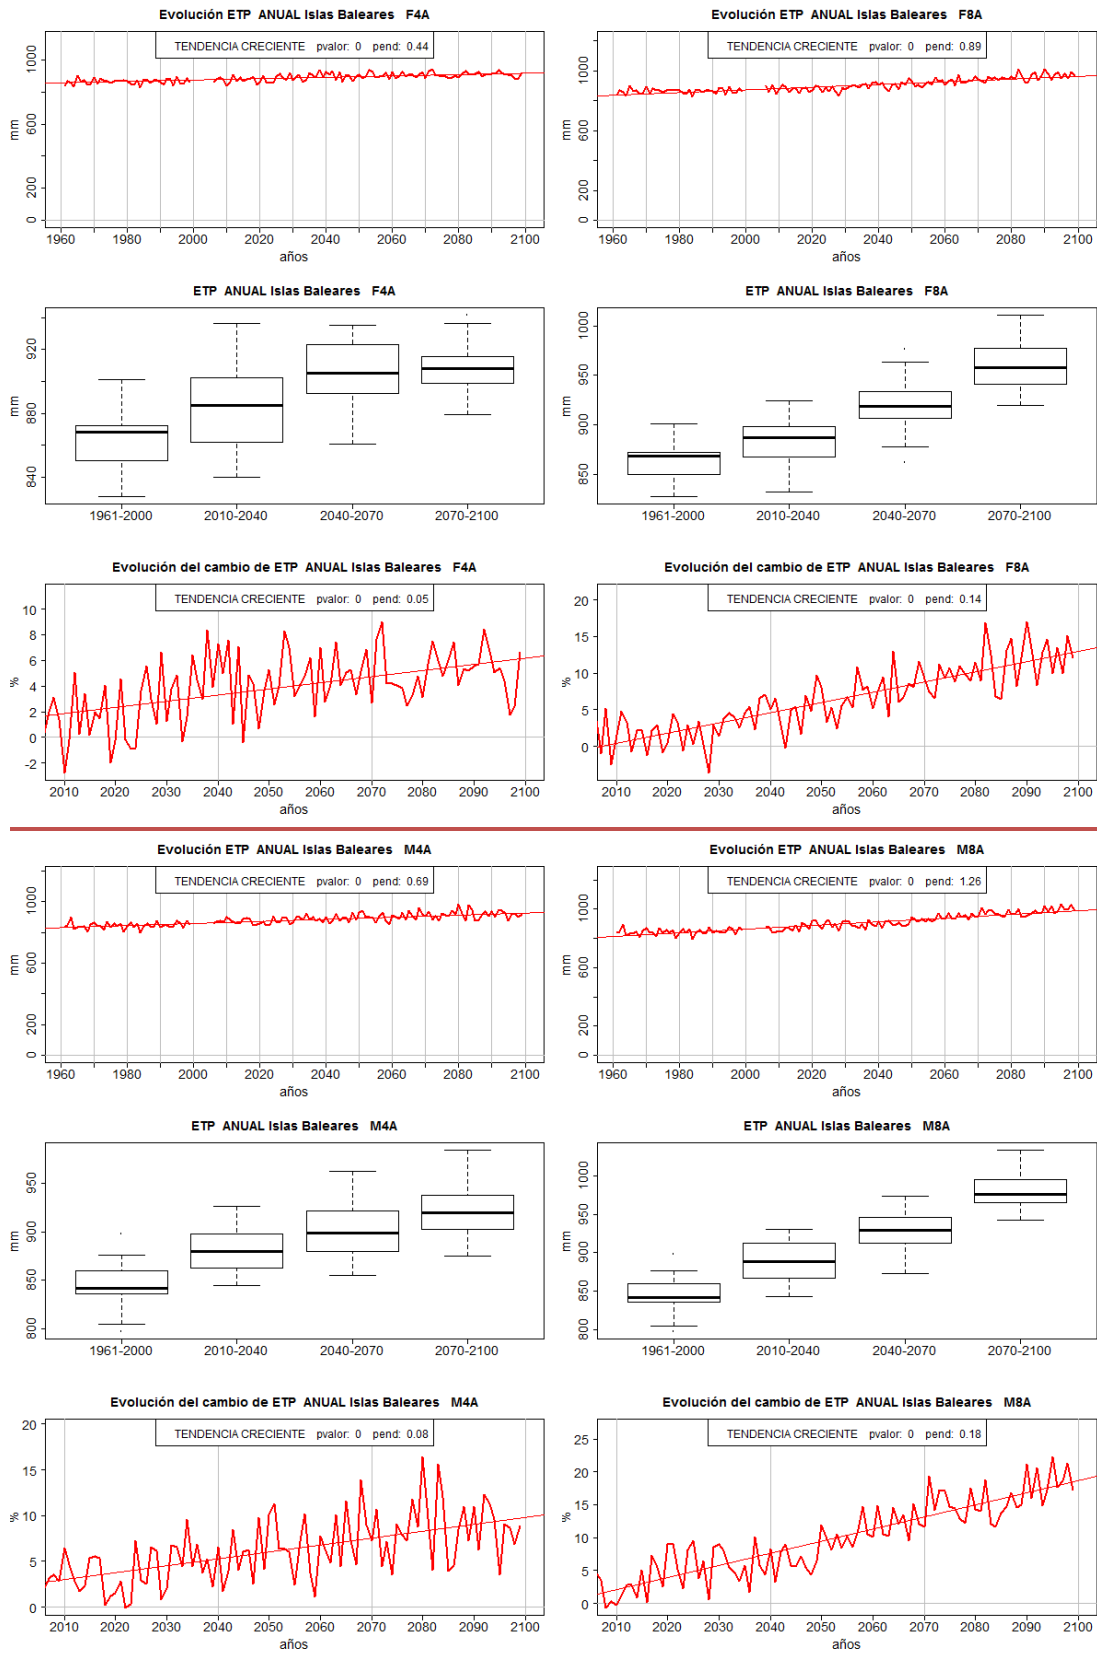 Evolución ETP ANUAL Islas Baleares F4A
TENDENCIA CRECIENTE pvalor: 0 pend: 0.44
mm
0 200 600 1000
1960 1980 2000 2020 2040 2060 2080 2100
años
Evolución ETP ANUAL Islas Baleares F8A
TENDENCIA CRECIENTE pvalor: 0 pend: 0.89
mm
0 200 600 1000
1960 1980 2000 2020 2040 2060 2080 2100
años
ETP ANUAL Islas Baleares F4A
mm
840 880 920
1961-2000 2010-2040 2040-2070 2070-2100
ETP ANUAL Islas Baleares F8A
mm
850 900 950 1000
1961-2000 2010-2040 2040-2070 2070-2100
Evolución del cambio de ETP ANUAL Islas Baleares F4A
TENDENCIA CRECIENTE pvalor: 0 pend: 0.05
%
10
8
6
4
2
0
-2
2010 2020 2030 2040 2050 2060 2070 2080 2090 2100
años
Evolución del cambio de ETP ANUAL Islas Baleares F8A
TENDENCIA CRECIENTE pvalor: 0 pend: 0.14
%
20
15
10
5
0
2010 2020 2030 2040 2050 2060 2070 2080 2090 2100
años
Evolución ETP ANUAL Islas Baleares M4A
TENDENCIA CRECIENTE pvalor: 0 pend: 0.69
mm
0 200 600 1000
1960 1980 2000 2020 2040 2060 2080 2100
años
Evolución ETP ANUAL Islas Baleares M8A
TENDENCIA CRECIENTE pvalor: 0 pend: 1.26
mm
0 200 600 1000
1960 1980 2000 2020 2040 2060 2080 2100
años
ETP ANUAL Islas Baleares M4A
mm
800 850 900 950
1961-2000 2010-2040 2040-2070 2070-2100
ETP ANUAL Islas Baleares M8A
mm
800 850 900 950 1000
1961-2000 2010-2040 2040-2070 2070-2100
Evolución del cambio de ETP ANUAL Islas Baleares M4A
TENDENCIA CRECIENTE pvalor: 0 pend: 0.08
%
20
15
10
5
0
2010 2020 2030 2040 2050 2060 2070 2080 2090 2100
años
Evolución del cambio de ETP ANUAL Islas Baleares M8A
TENDENCIA CRECIENTE pvalor: 0 pend: 0.18
%
25
20
15
10
5
0
2010 2020 2030 2040 2050 2060 2070 2080 2090 2100
años